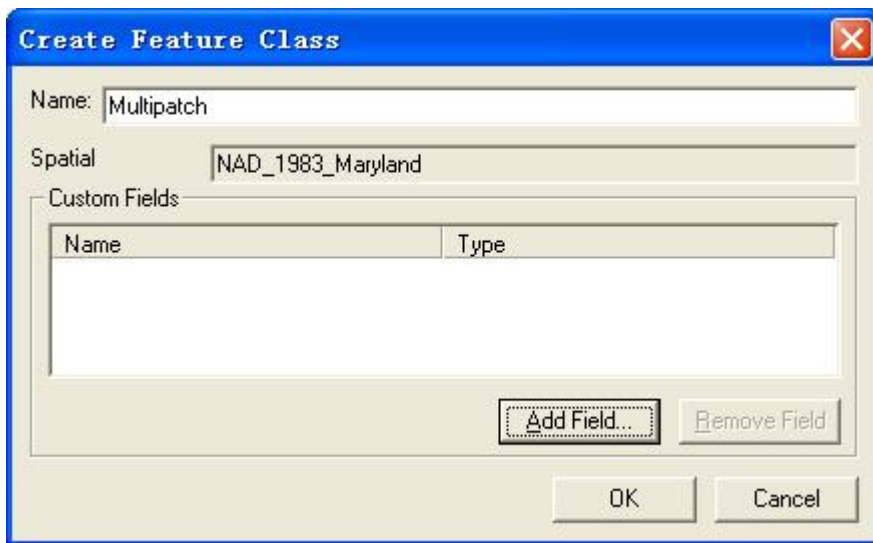 Create Feature Class
Name: Multipatch
Spatial NAD_1983_Maryland
Custom Fields
Name Type
Add Field... Remove Field
OK Cancel